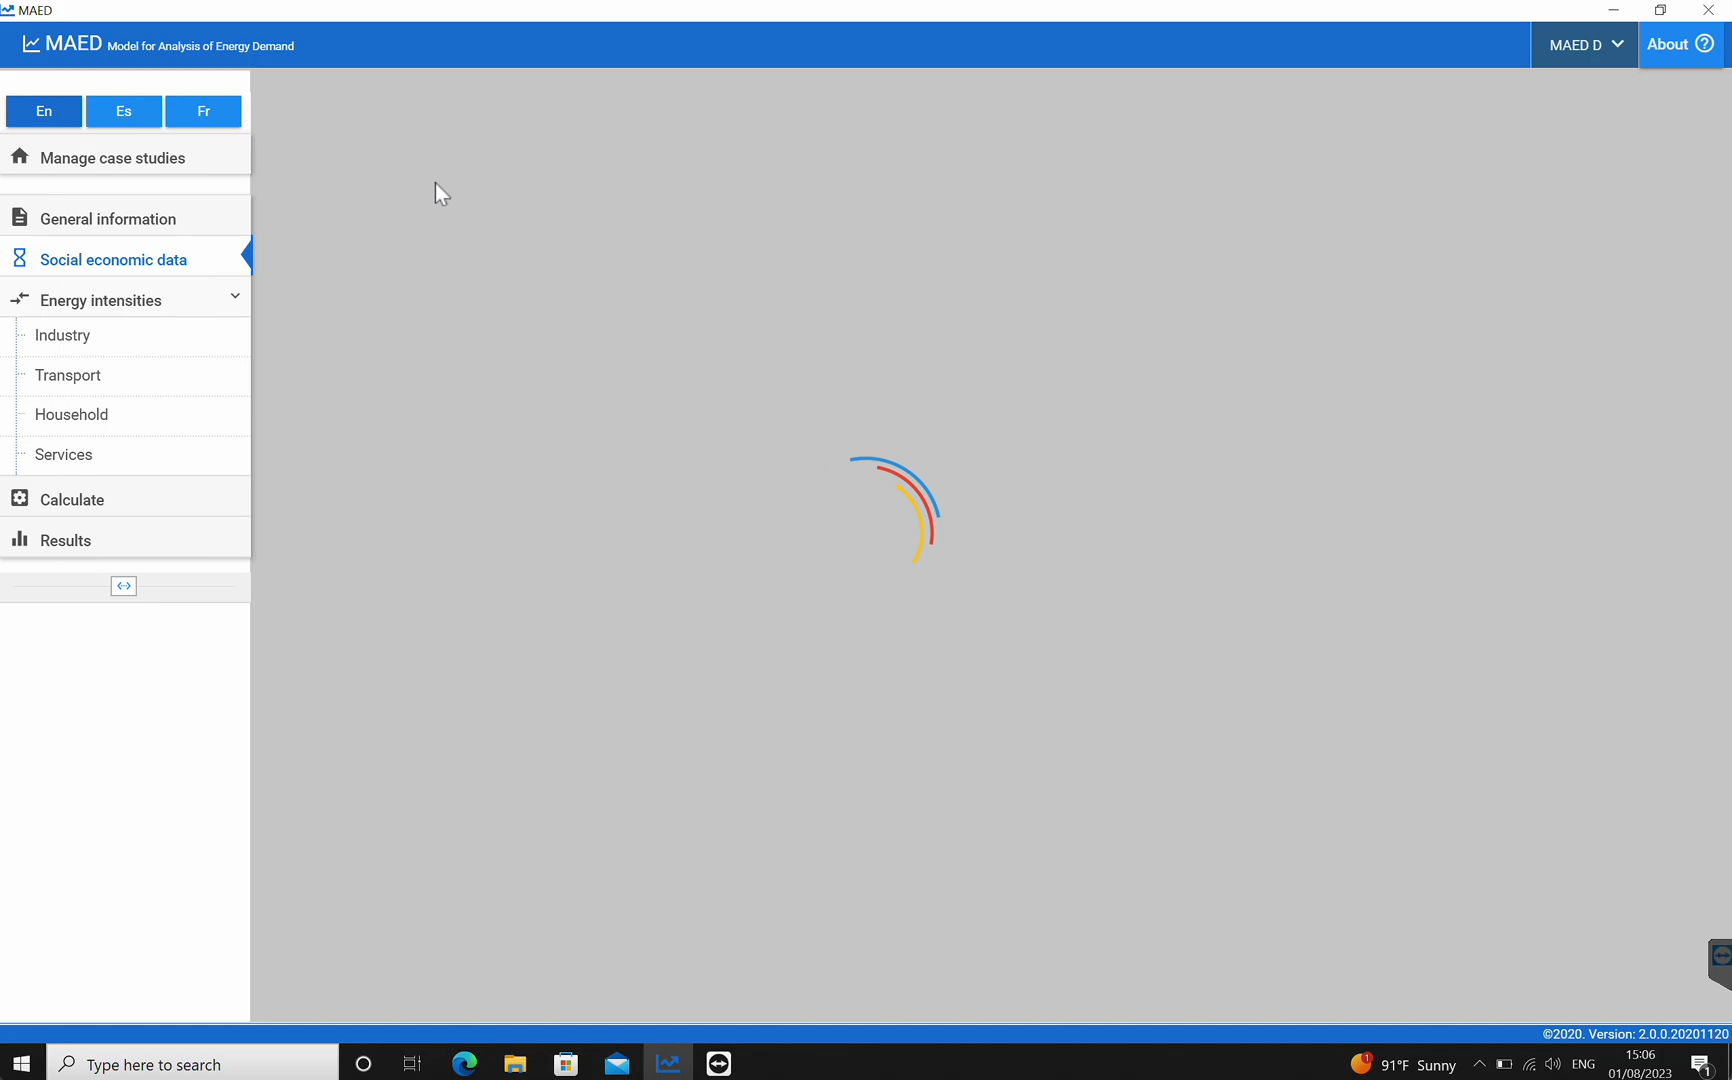 MAED
MAED Model for Analysis of Energy Demand
MAED D
About
En
Es
Fr
Manage case studies
General information
Social economic data
Energy intensities
Industry
Transport
Household
Services
Calculate
Results
©2020. Version: 2.0.0.20201120
Type here to search
1
91°F Sunny
ENG
15:06
01/08/2023
1